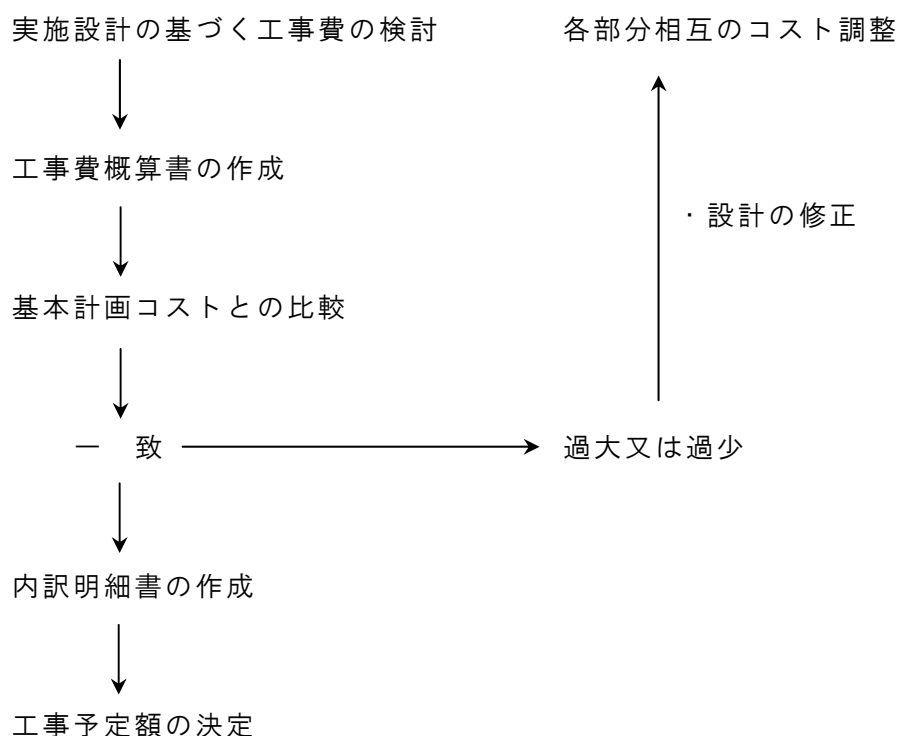 実施設計の基づく工事費の検討
各部分相互のコスト調整
工事費概算書の作成
・設計の修正
基本計画コストとの比較
一　致
過大又は過少
内訳明細書の作成
工事予定額の決定